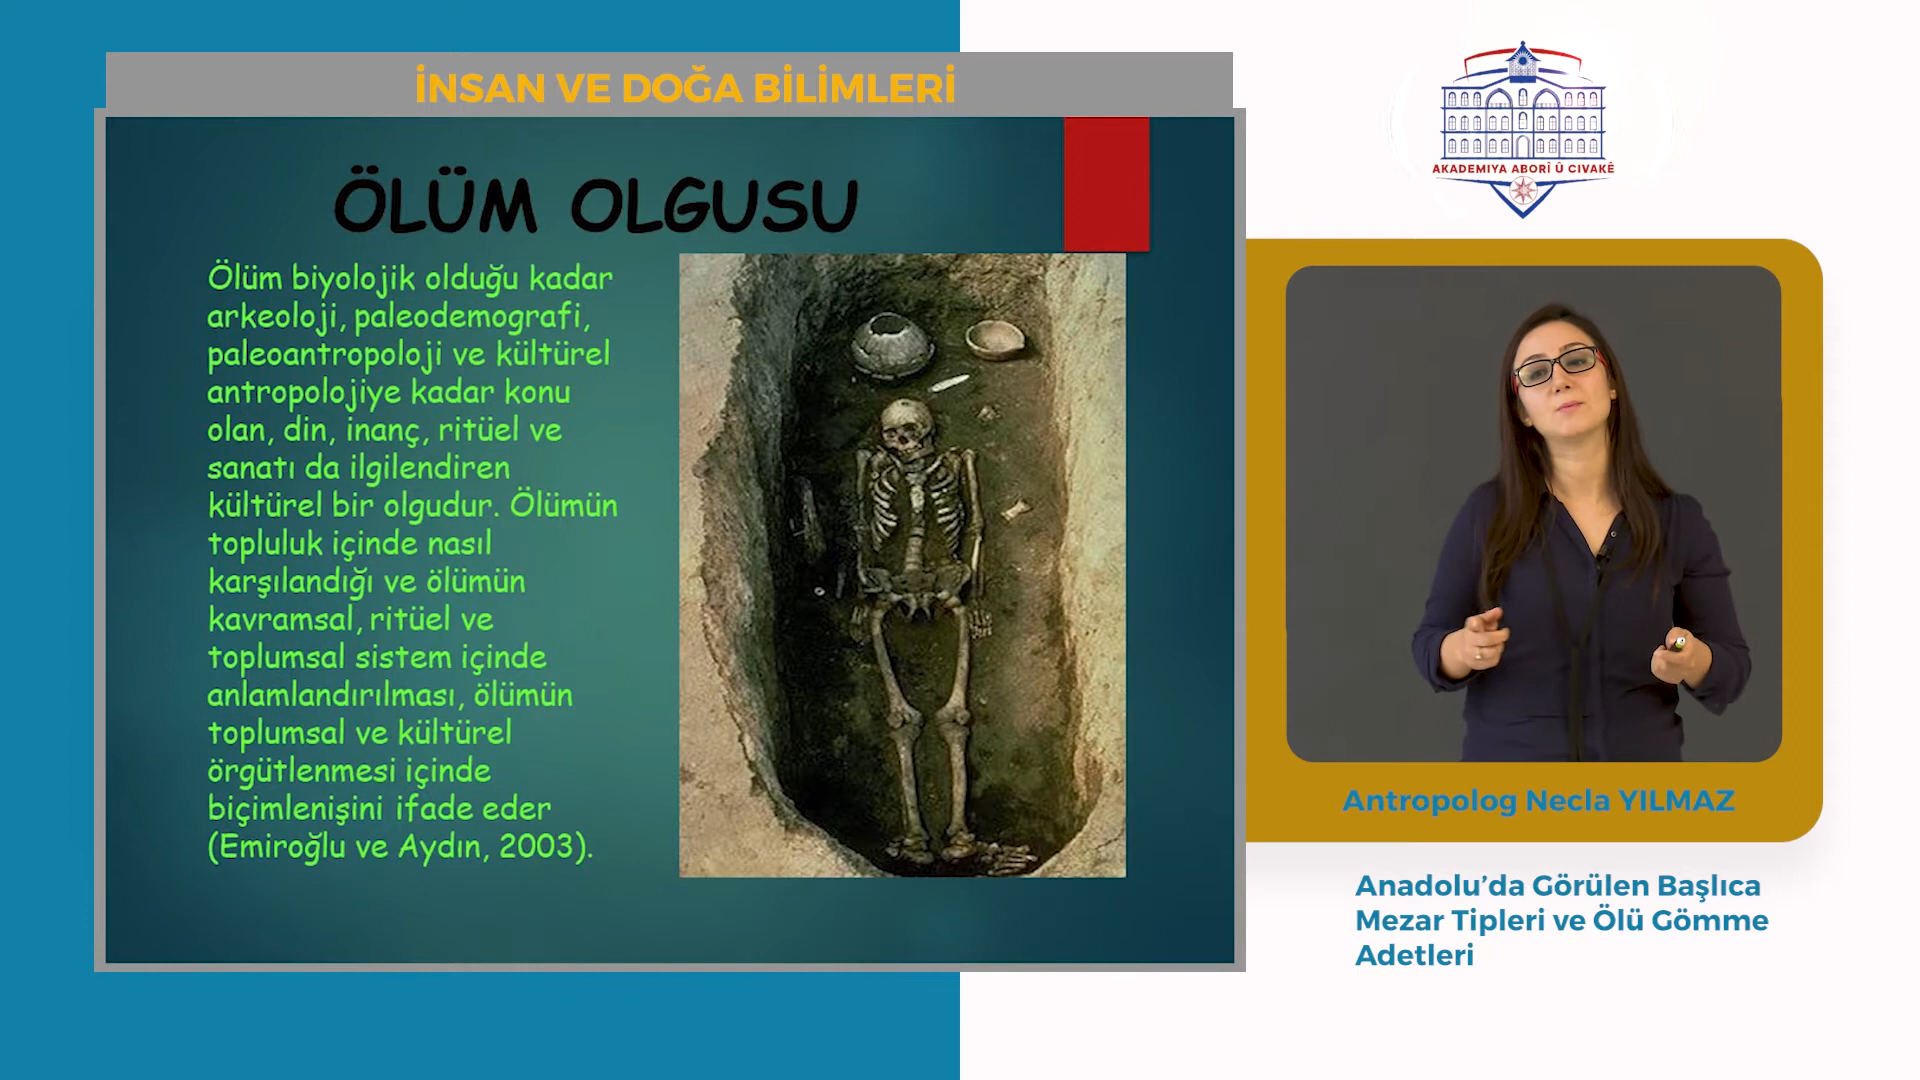 İNSAN VE DOĞA BİLİMLERİ
ÖLÜM OLGUSU
Ölüm biyolojik olduğu kadar
arkeoloji, paleodemografi,
paleoantropoloji ve kültürel
antropolojiye kadar konu
olan, din, inanç, ritüel ve
sanatı da ilgilendiren
kültürel bir olgudur. Ölümün
topluluk içinde nasıl
karşılandığı ve ölümün
kavramsal, ritüel ve
toplumsal sistem içinde
anlamlandırılması, ölümün
toplumsal ve kültürel
örgütlenmesi içinde
biçimlenişini ifade eder
(Emiroğlu ve Aydın, 2003).
AKADEMIYA ABORÎ Û CIVAKÊ
Antropolog Necla YILMAZ
Anadolu’da Görülen Başlıca
Mezar Tipleri ve Ölü Gömme
Adetleri